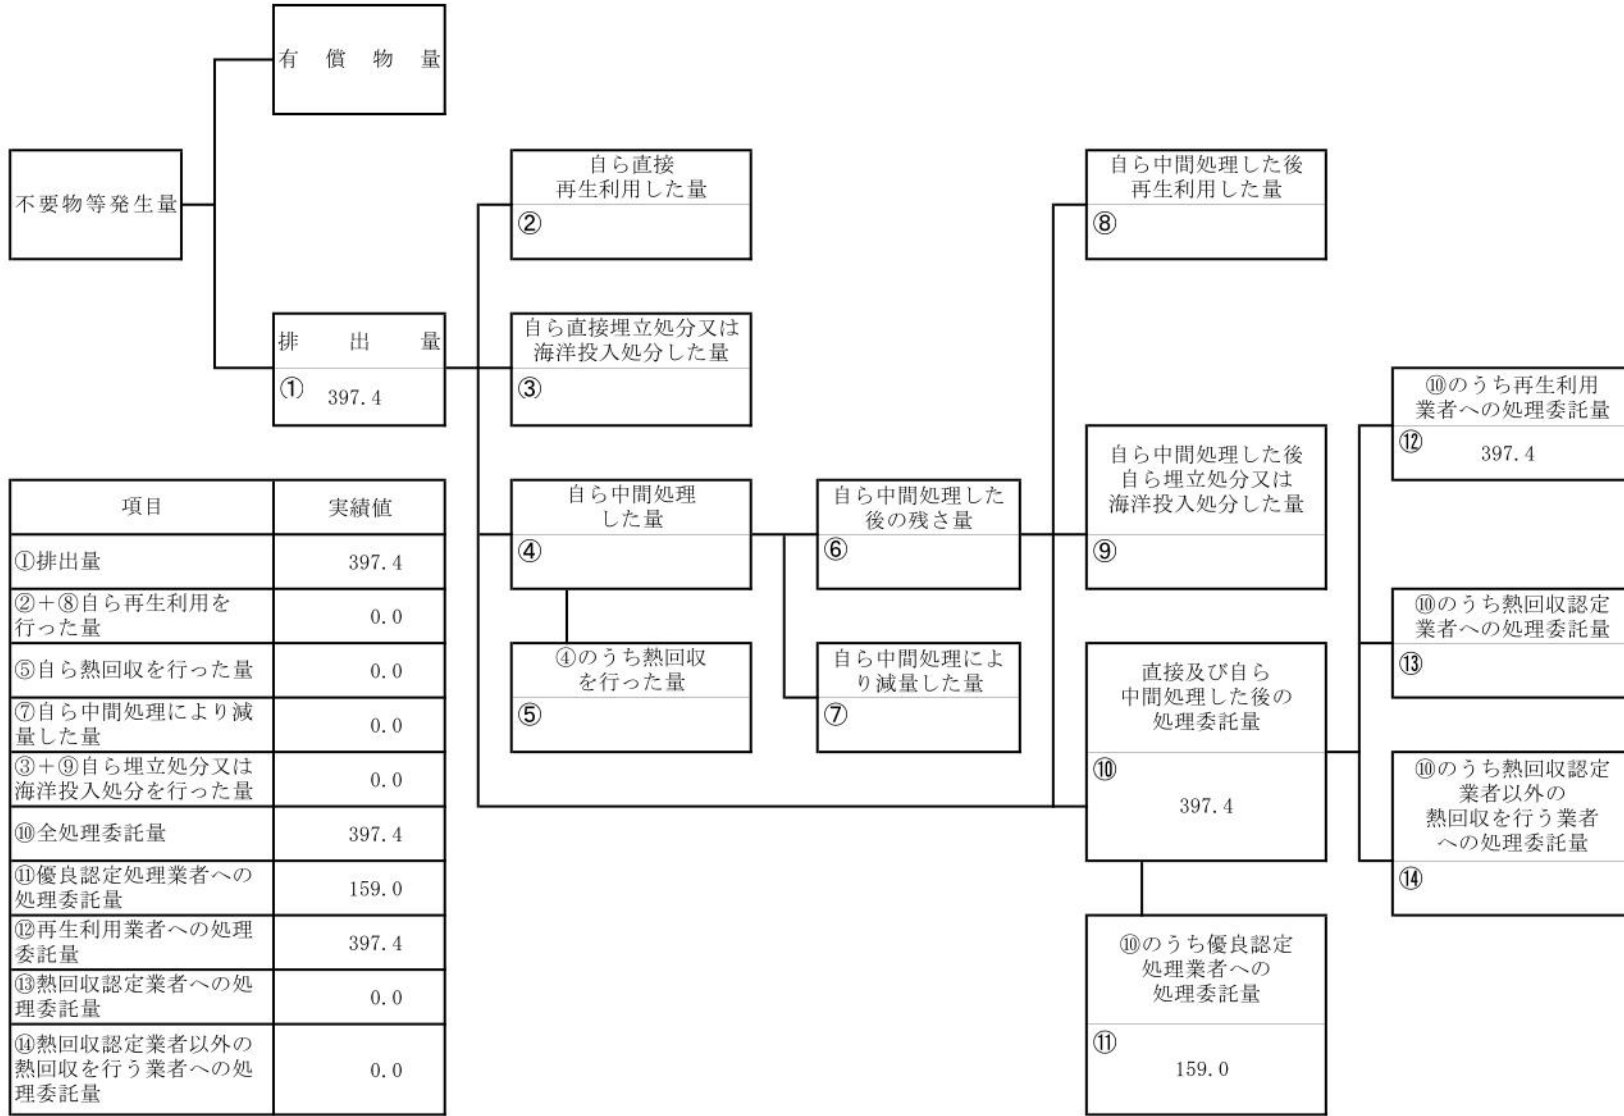 有償物量
不要物等発生量
排出量
① 397.4
自ら直接
再生利用した量
②
自ら直接埋立処分又は
海洋投入処分した量
③
自ら中間処理
した量
④
④のうち熱回収
を行った量
⑤
自ら中間処理した
後の残さ量
⑥
自ら中間処理によ
り減量した量
⑦
自ら中間処理した後
再生利用した量
⑧
自ら中間処理した後
自ら埋立処分又は
海洋投入処分した量
⑨
直接及び自ら
中間処理した後の
処理委託量
⑩
397.4
⑩のうち優良認定
処理業者への
処理委託量
⑪
159.0
⑩のうち再生利用
業者への処理委託量
⑫
397.4
⑩のうち熱回収認定
業者への処理委託量
⑬
⑩のうち熱回収認定
業者以外の
熱回収を行う業者
への処理委託量
⑭
項目 実績値
①排出量 397.4
②＋⑧自ら再生利用を
行った量 0.0
⑤自ら熱回収を行った量 0.0
⑦自ら中間処理により減
量した量 0.0
③＋⑨自ら埋立処分又は
海洋投入処分を行った量 0.0
⑩全処理委託量 397.4
⑪優良認定処理業者への
処理委託量 159.0
⑫再生利用業者への処理
委託量 397.4
⑬熱回収認定業者への処
理委託量 0.0
⑭熱回収認定業者以外の
熱回収を行う業者への処
理委託量 0.0